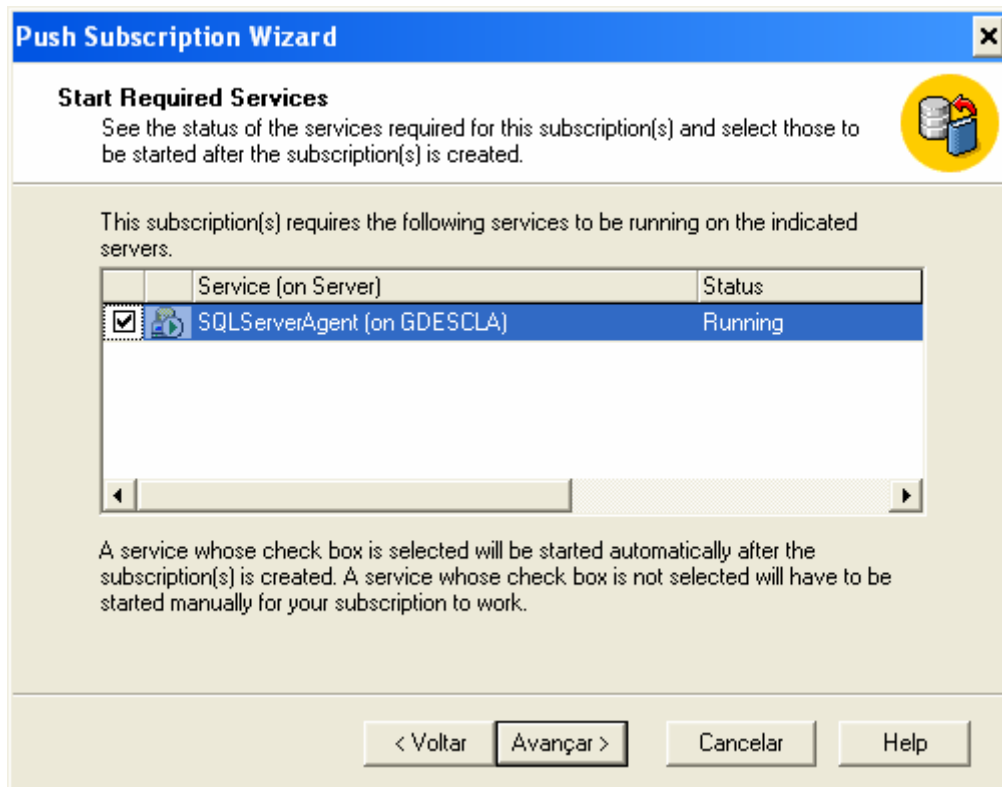 Push Subscription Wizard
Start Required Services
See the status of the services required for this subscription(s) and select those to
be started after the subscription(s) is created.
This subscription(s) requires the following services to be running on the indicated
servers.
Service (on Server) Status
SQLServerAgent (on GDESCLA) Running
A service whose check box is selected will be started automatically after the
subscription(s) is created. A service whose check box is not selected will have to be
started manually for your subscription to work.
< Voltar Avançar > Cancelar Help